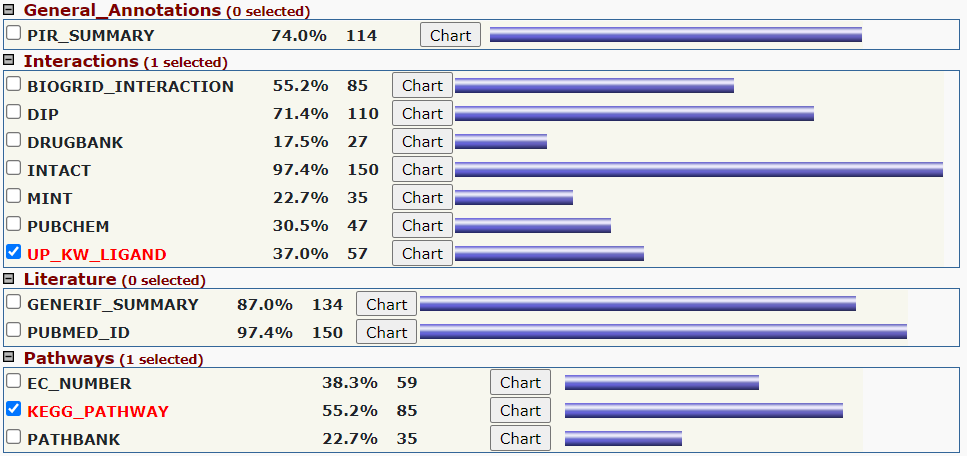 General_Annotations (0 selected)
PIR_SUMMARY 74.0% 114 Chart
Interactions (1 selected)
BIOGRID_INTERACTION 55.2% 85 Chart
DIP 71.4% 110 Chart
DRUGBANK 17.5% 27 Chart
INTACT 97.4% 150 Chart
MINT 22.7% 35 Chart
PUBCHEM 30.5% 47 Chart
UP_KW_LIGAND 37.0% 57 Chart
Literature (0 selected)
GENERIF_SUMMARY 87.0% 134 Chart
PUBMED_ID 97.4% 150 Chart
Pathways (1 selected)
EC_NUMBER 38.3% 59 Chart
KEGG_PATHWAY 55.2% 85 Chart
PATHBANK 22.7% 35 Chart